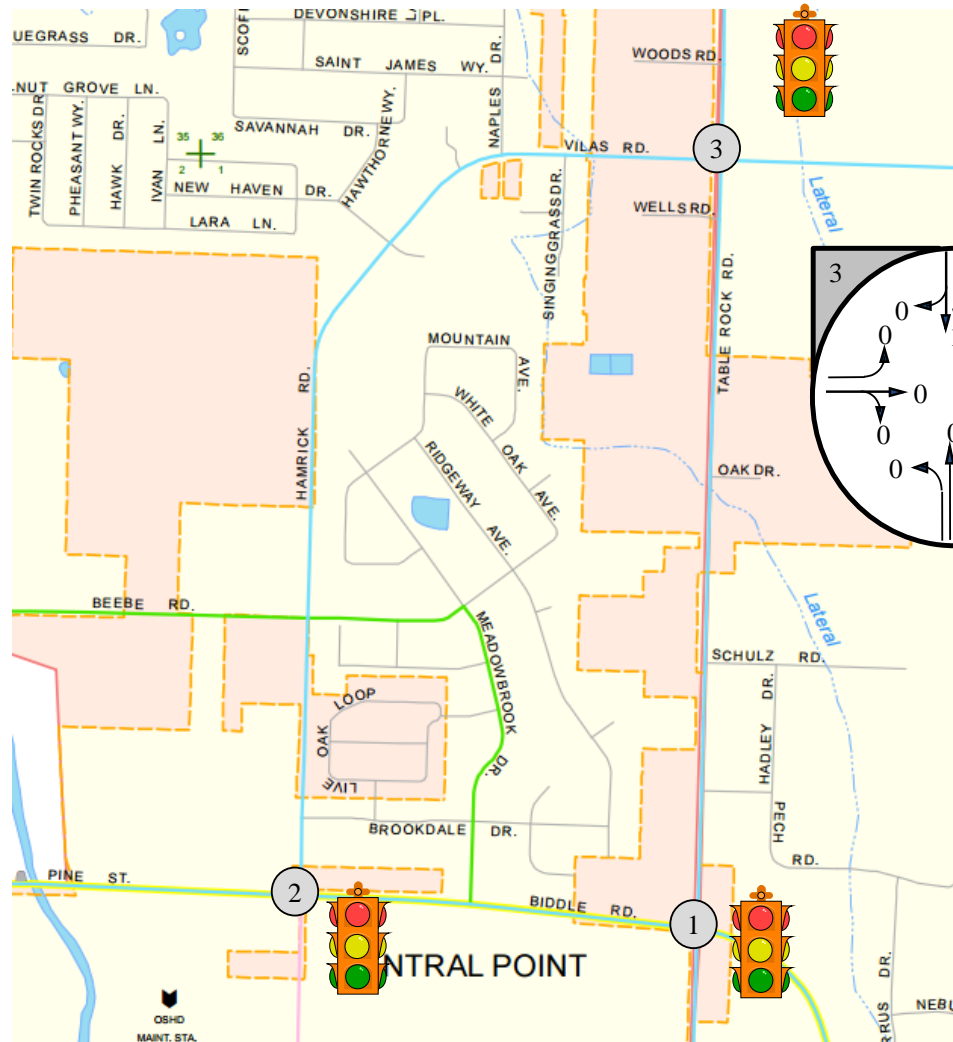 DEVONSHIRE PL.
UEGRASS DR.
WOODS RD.
SAINT JAMES WY.
NAPLES DR.
NUT GROVE LN.
TWIN ROCKS DR
PHEASANT WY.
HAWK DR.
IVAN LN.
35 36
2 1
SAVANNAH DR.
HAWTHORNE WY.
VILAS RD.
3
NEW HAVEN DR.
LARA LN.
SINGINGRASS DR.
WELLS RD.
Lateral
TABLE ROCK RD.
3
0
0
0
0
0
0
MOUNTAIN AVE.
WHITE OAK AVE.
RIDGEWAY AVE.
HAMRICK RD.
OAK DR.
BEEBE RD.
MEADOWBROOK DR.
Lateral
SCHULZ RD.
HADLEY DR.
LIVE OAK LOOP
PECH RD.
BROOKDALE DR.
PINE ST.
2
BIDDLE RD.
1
NTRAL POINT
OSHD
MAINT. STA.
RRUS DR.
NEBU